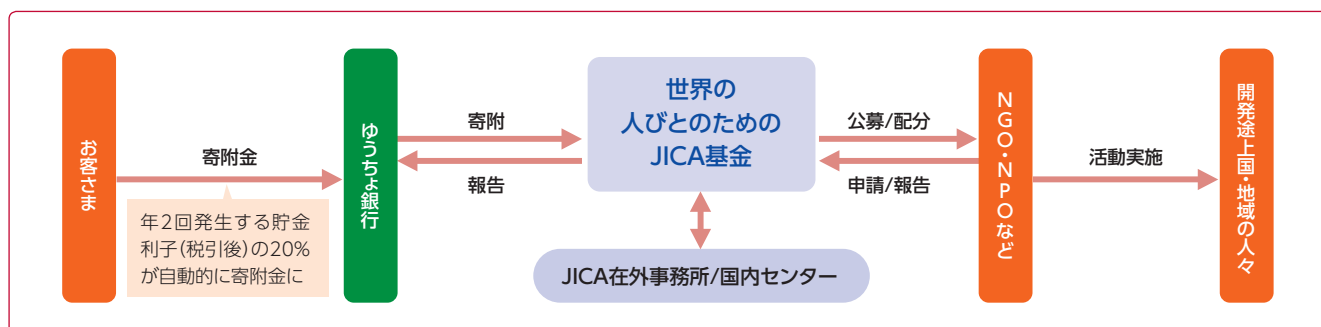 お客さま
寄附金
年2回発生する貯金
利子(税引後)の20%
が自動的に寄附金に
ゆうちょ銀行
寄附
報告
世界の
人びとのための
JICA基金
JICA在外事務所/国内センター
公募/配分
申請/報告
NGO・NPOなど
活動実施
開発途上国・地域の人々